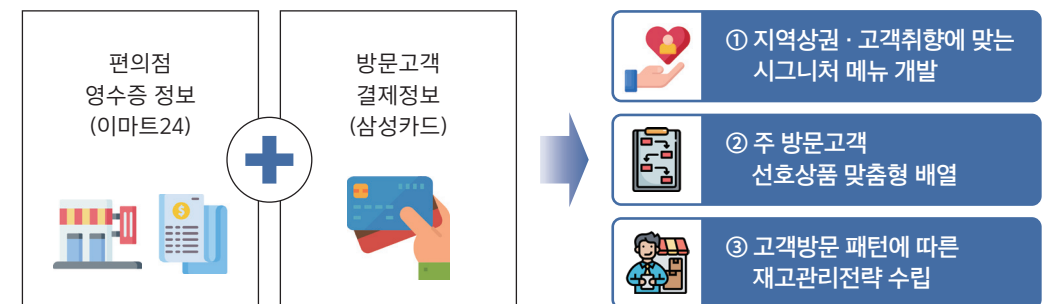 편의점
영수증 정보
(이마트24)
방문고객
결제정보
(삼성카드)
① 지역상권 · 고객취향에 맞는
시그니처 메뉴 개발
② 주 방문고객
선호상품 맞춤형 배열
③ 고객방문 패턴에 따른
재고관리전략 수립